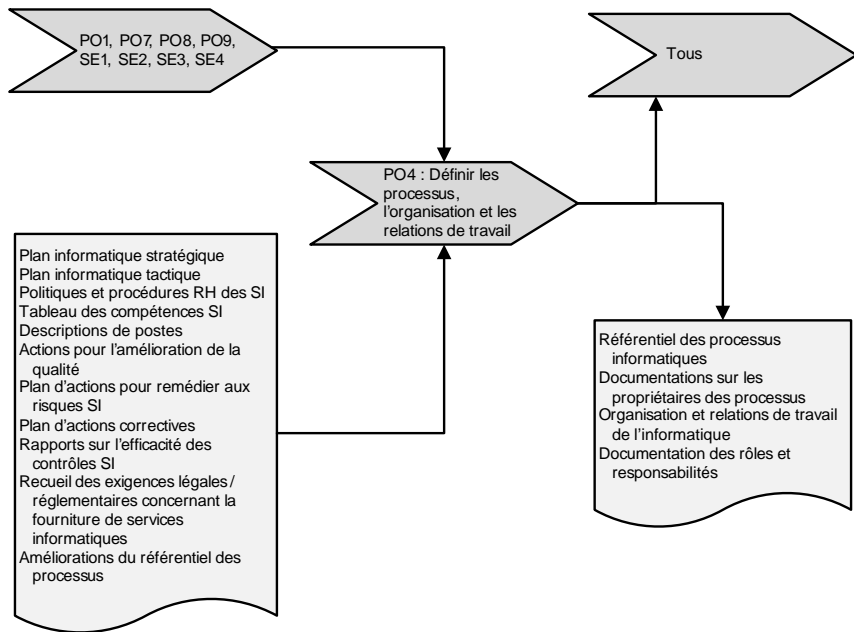 PO1, PO7, PO8, PO9,
SE1, SE2, SE3, SE4
Tous
PO4 : Définir les
processus,
l'organisation et les
relations de travail
Plan informatique stratégique
Plan informatique tactique
Politiques et procédures RH des SI
Tableau des compétences SI
Descriptions de postes
Actions pour l'amélioration de la
qualité
Plan d'actions pour remédier aux
risques SI
Plan d'actions correctives
Rapports sur l'efficacité des
contrôles SI
Recueil des exigences légales/
réglementaires concernant la
fourniture de services
informatiques
Améliorations du référentiel des
processus
Référentiel des processus
informatiques
Documentations sur les
propriétaires des processus
Organisation et relations de travail
de l'informatique
Documentation des rôles et
responsabilités